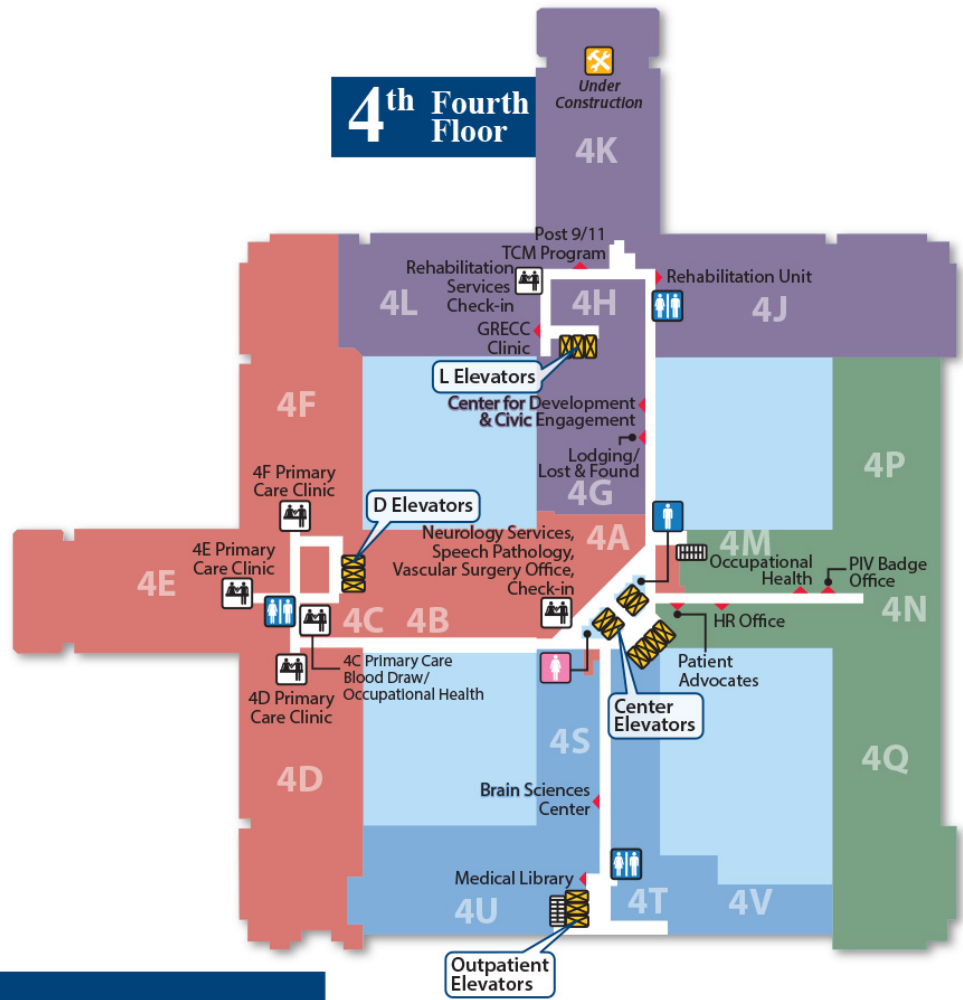 4th Fourth
Floor
Under
Construction
4K
Post 9/11
TCM Program
Rehabilitation
Services
Check-in
4L
4H
Rehabilitation Unit
4J
GRECC
Clinic
L Elevators
4F
Center for Development
& Civic Engagement
Lodging/
Lost & Found
4G
4P
4F Primary
Care Clinic
D Elevators
Neurology Services,
Speech Pathology,
Vascular Surgery Office,
Check-in
4A
4M
4E Primary
Care Clinic
4E
Occupational
Health
PIV Badge
Office
4C
4B
HR Office
4N
4C Primary Care
Blood Draw/
Occupational Health
Patient
Advocates
4D Primary
Care Clinic
Center
Elevators
4S
4D
4Q
Brain Sciences
Center
Medical Library
4U
4T
4V
Outpatient
Elevators